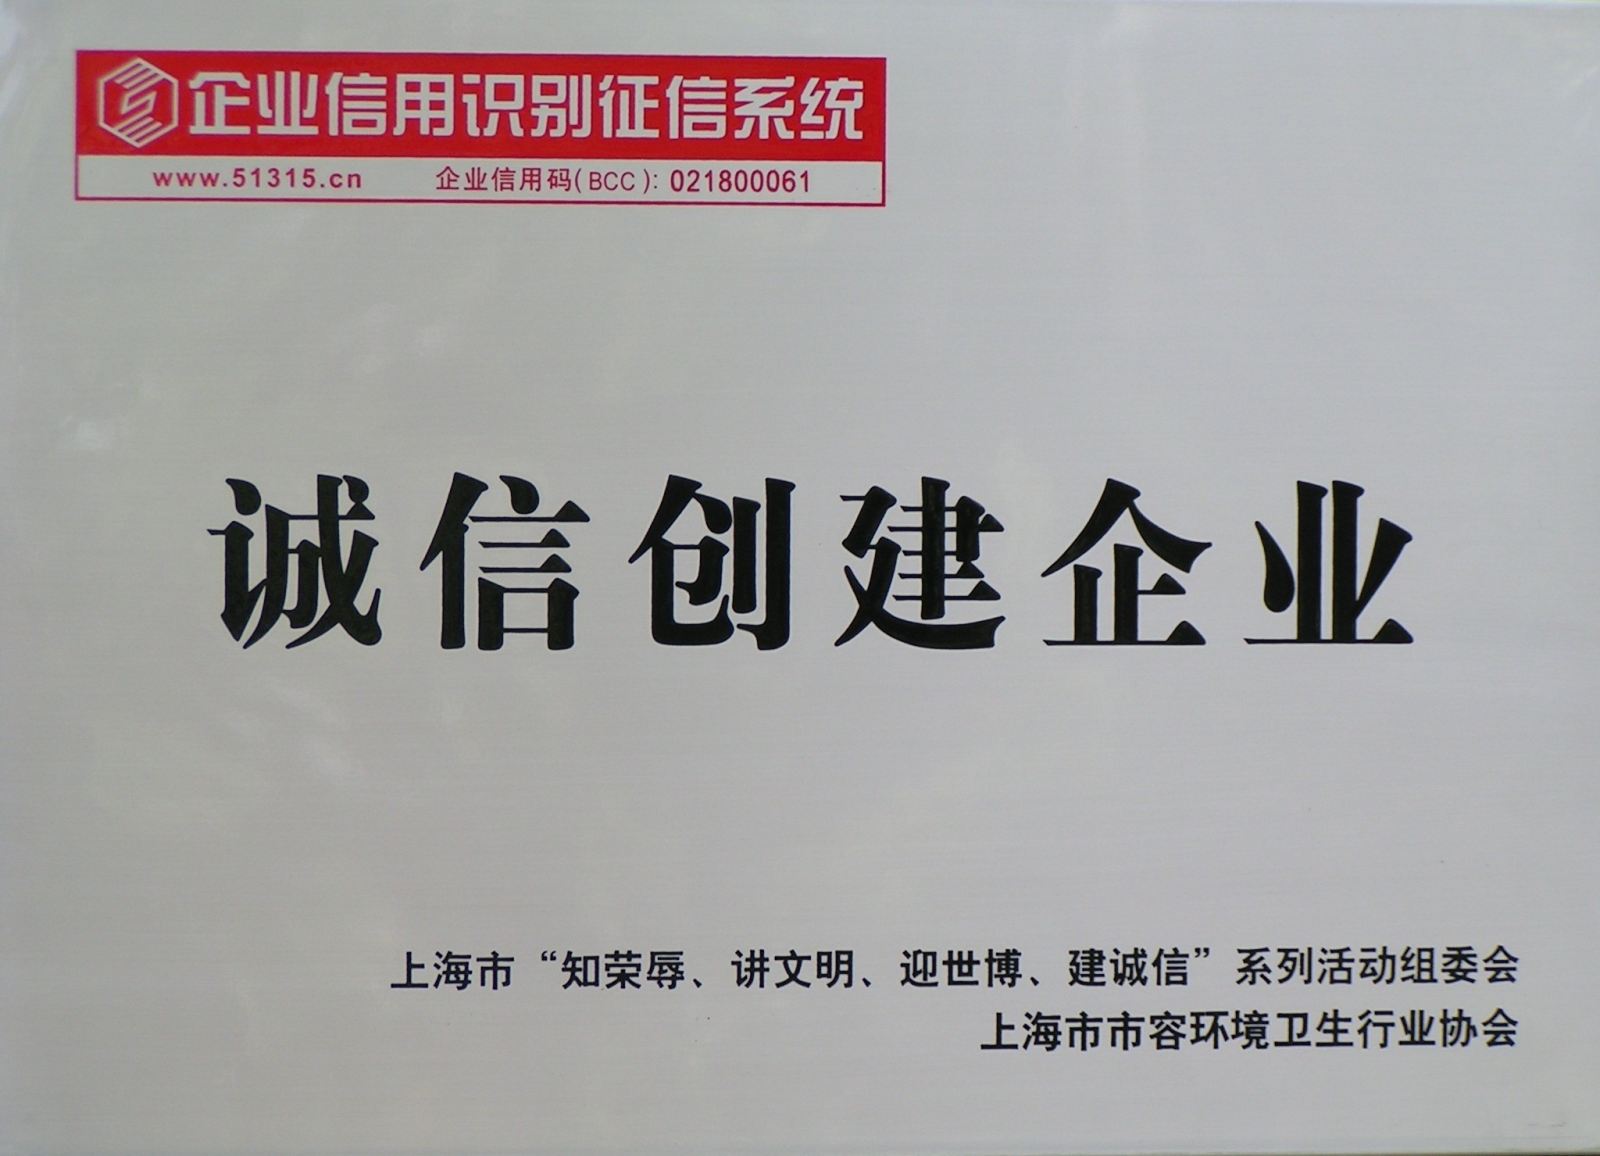 企业信用识别征信系统
www.51315.cn 企业信用码(BCC): 021800061
诚信创建企业
上海市“知荣辱、讲文明、迎世博、建诚信”系列活动组委会
上海市市容环境卫生行业协会